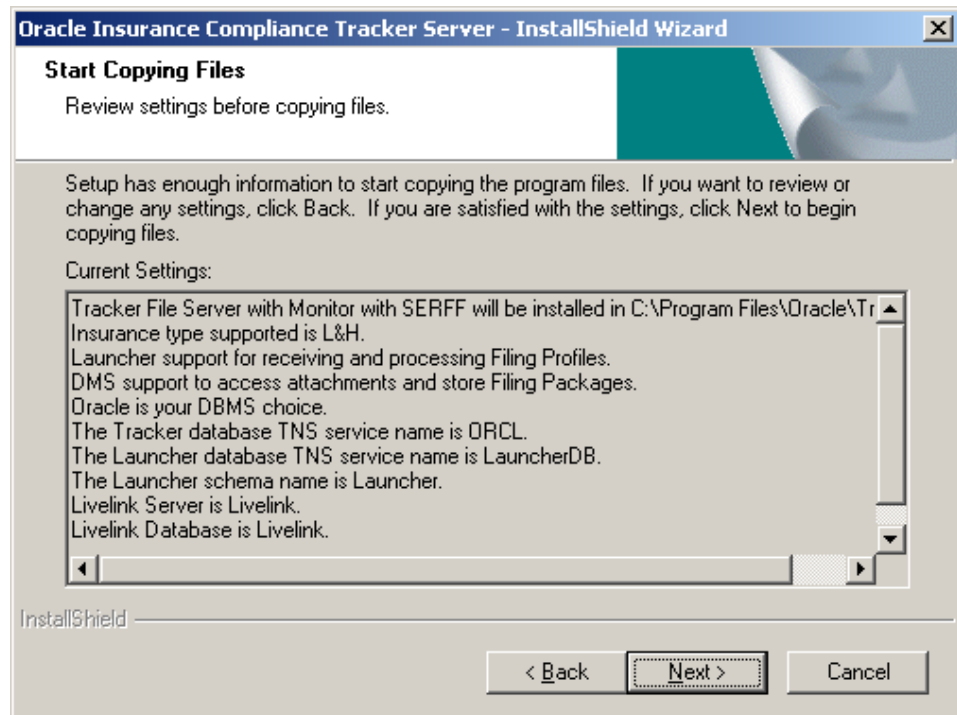 Oracle Insurance Compliance Tracker Server - InstallShield Wizard
Start Copying Files
Review settings before copying files.
Setup has enough information to start copying the program files. If you want to review or
change any settings, click Back. If you are satisfied with the settings, click Next to begin
copying files.
Current Settings:
Tracker File Server with Monitor with SERFF will be installed in C:\Program Files\Oracle\Tr
Insurance type supported is L&H.
Launcher support for receiving and processing Filing Profiles.
DMS support to access attachments and store Filing Packages.
Oracle is your DBMS choice.
The Tracker database TNS service name is ORCL.
The Launcher database TNS service name is LauncherDB.
The Launcher schema name is Launcher.
Livelink Server is Livelink.
Livelink Database is Livelink.
InstallShield
< Back Next > Cancel